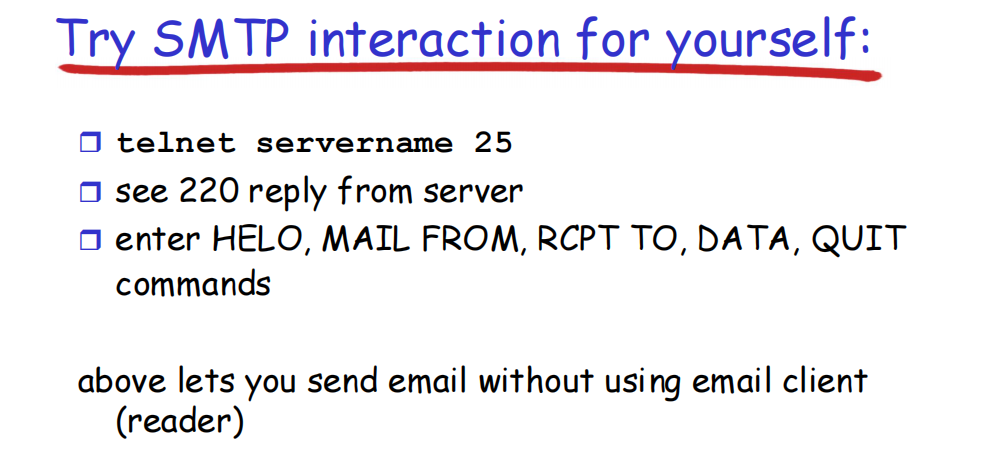 Try SMTP interaction for yourself:
telnet servername 25
see 220 reply from server
enter HELO, MAIL FROM, RCPT TO, DATA, QUIT
commands
above lets you send email without using email client
(reader)